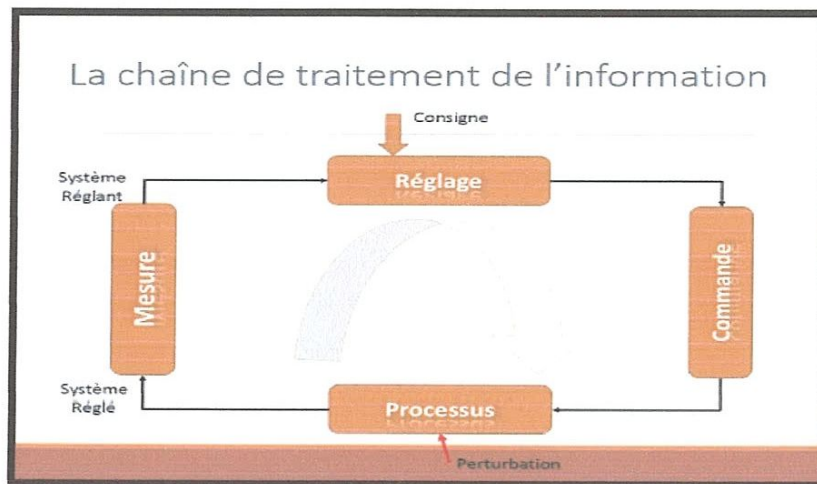 La chaîne de traitement de l'information
Consigne
Système
Réglant
Réglage
Mesure
Commande
Système
Réglé
Processus
Perturbation